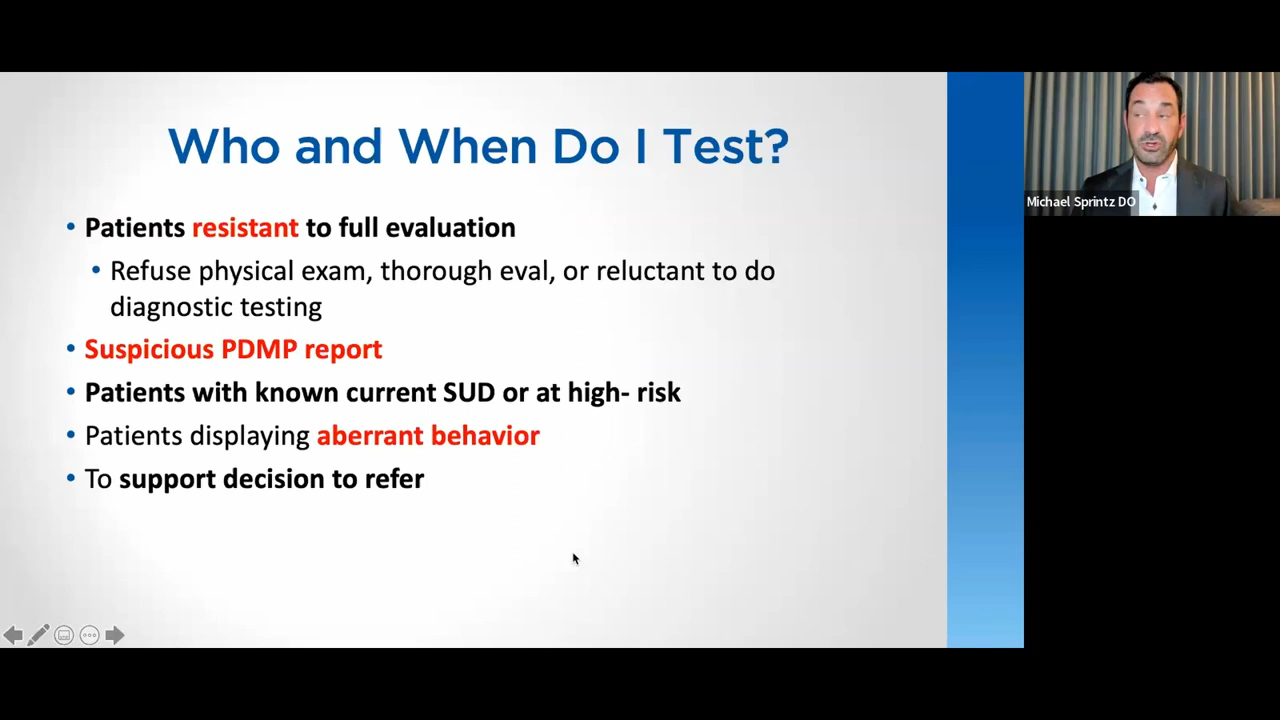 Who and When Do I Test?
• Patients resistant to full evaluation
• Refuse physical exam, thorough eval, or reluctant to do
diagnostic testing
• Suspicious PDMP report
• Patients with known current SUD or at high- risk
• Patients displaying aberrant behavior
• To support decision to refer
Michael Sprintz DO